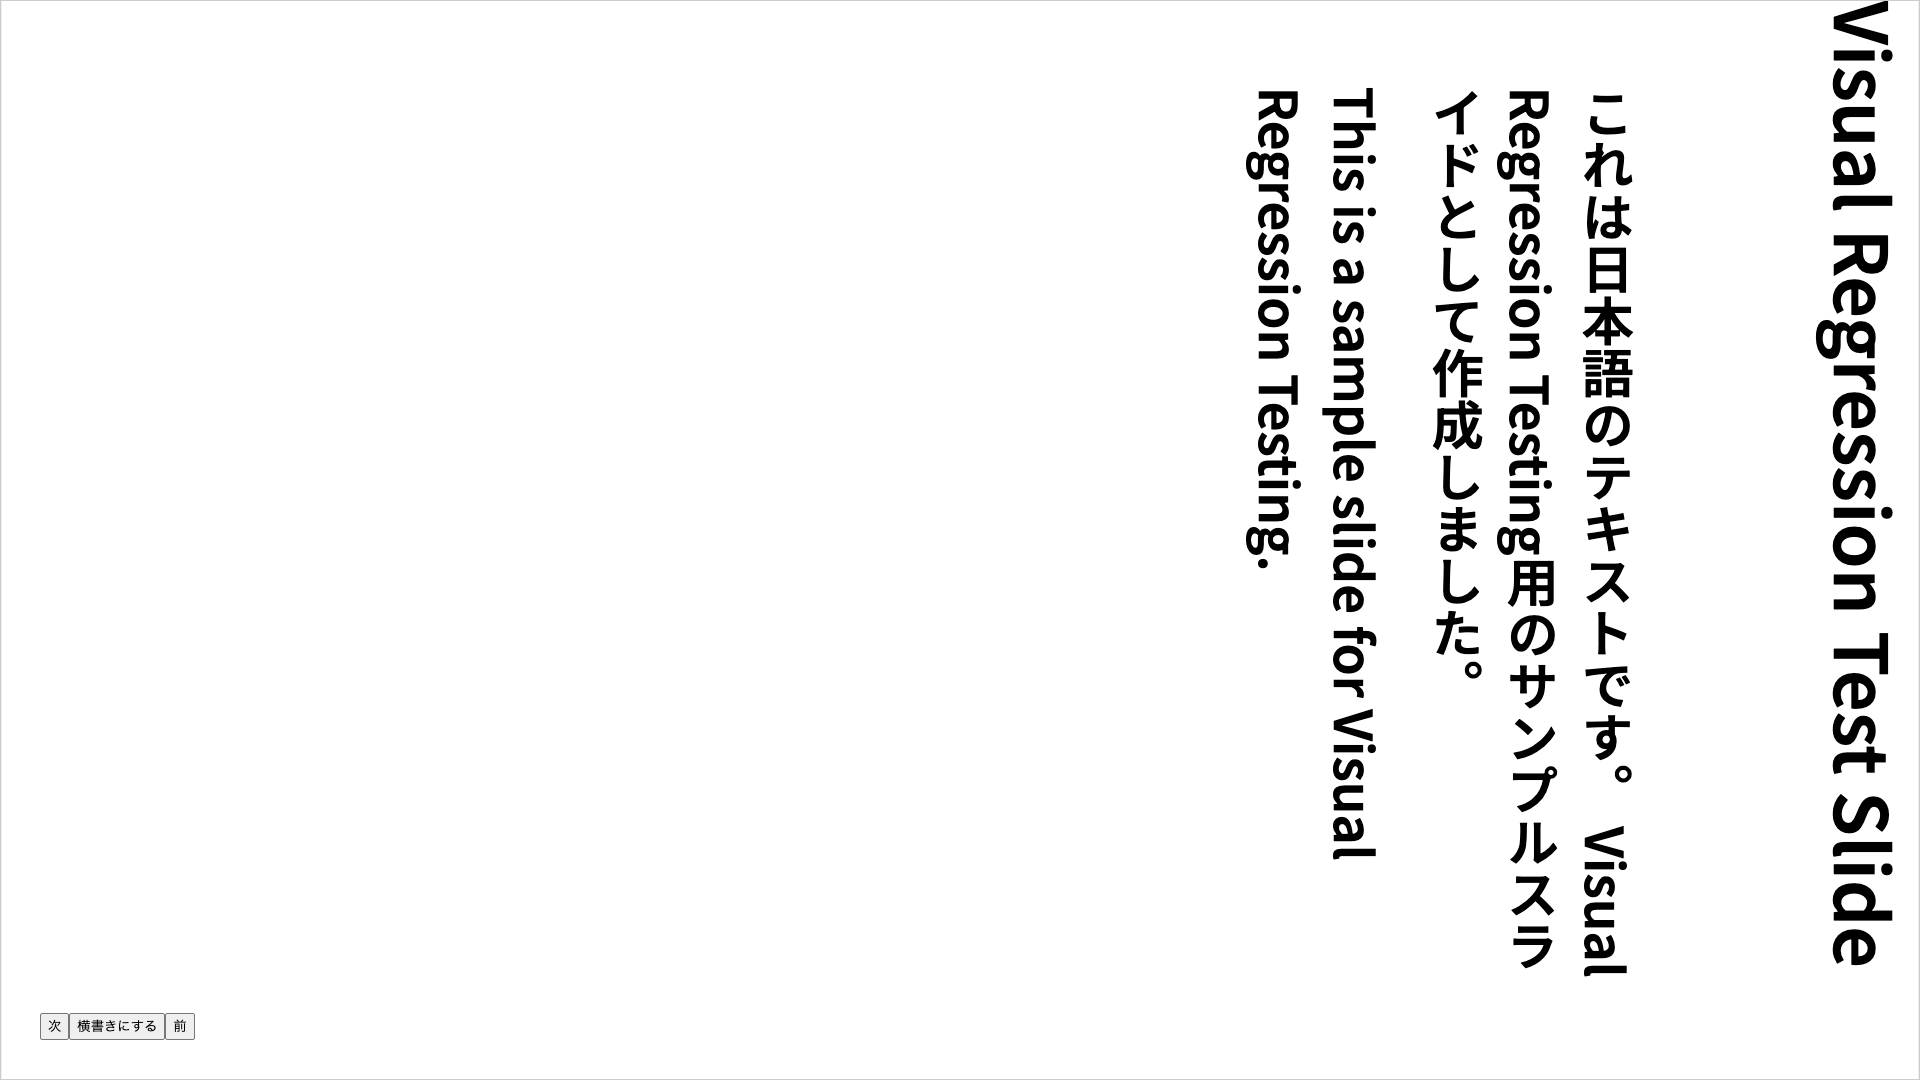 Visual Regression Test Slide
これは日本語のテキストです。 Visual
Regression Testing用のサンプルスラ
イドとして作成しました。
This is a sample slide for Visual
Regression Testing.
次
横書きにする
前